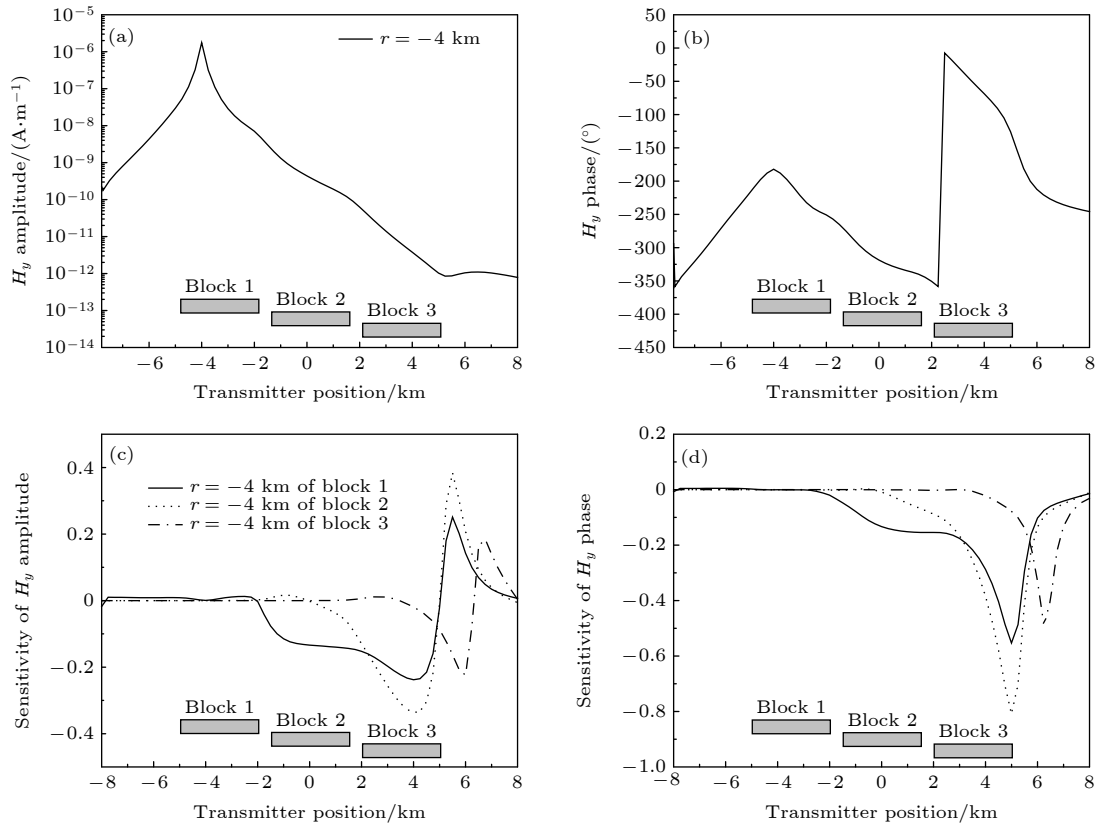 (a)
r = −4 km
10⁻⁵
10⁻⁶
10⁻⁷
10⁻⁸
10⁻⁹
10⁻¹⁰
10⁻¹¹
10⁻¹²
10⁻¹³
10⁻¹⁴
H_y amplitude/(A·m⁻¹)
Block 1
Block 2
Block 3
−6 −4 −2 0 2 4 6 8
Transmitter position/km
(b)
50
0
−50
−100
−150
−200
−250
−300
−350
−400
−450
H_y phase/(°)
Block 1
Block 2
Block 3
−6 −4 −2 0 2 4 6 8
Transmitter position/km
(c)
r = −4 km of block 1
r = −4 km of block 2
r = −4 km of block 3
0.4
0.2
0
−0.2
−0.4
Sensitivity of H_y amplitude
Block 1
Block 2
Block 3
−8 −6 −4 −2 0 2 4 6 8
Transmitter position/km
(d)
0.2
0
−0.2
−0.4
−0.6
−0.8
−1.0
Sensitivity of H_y phase
Block 1
Block 2
Block 3
−8 −6 −4 −2 0 2 4 6 8
Transmitter position/km